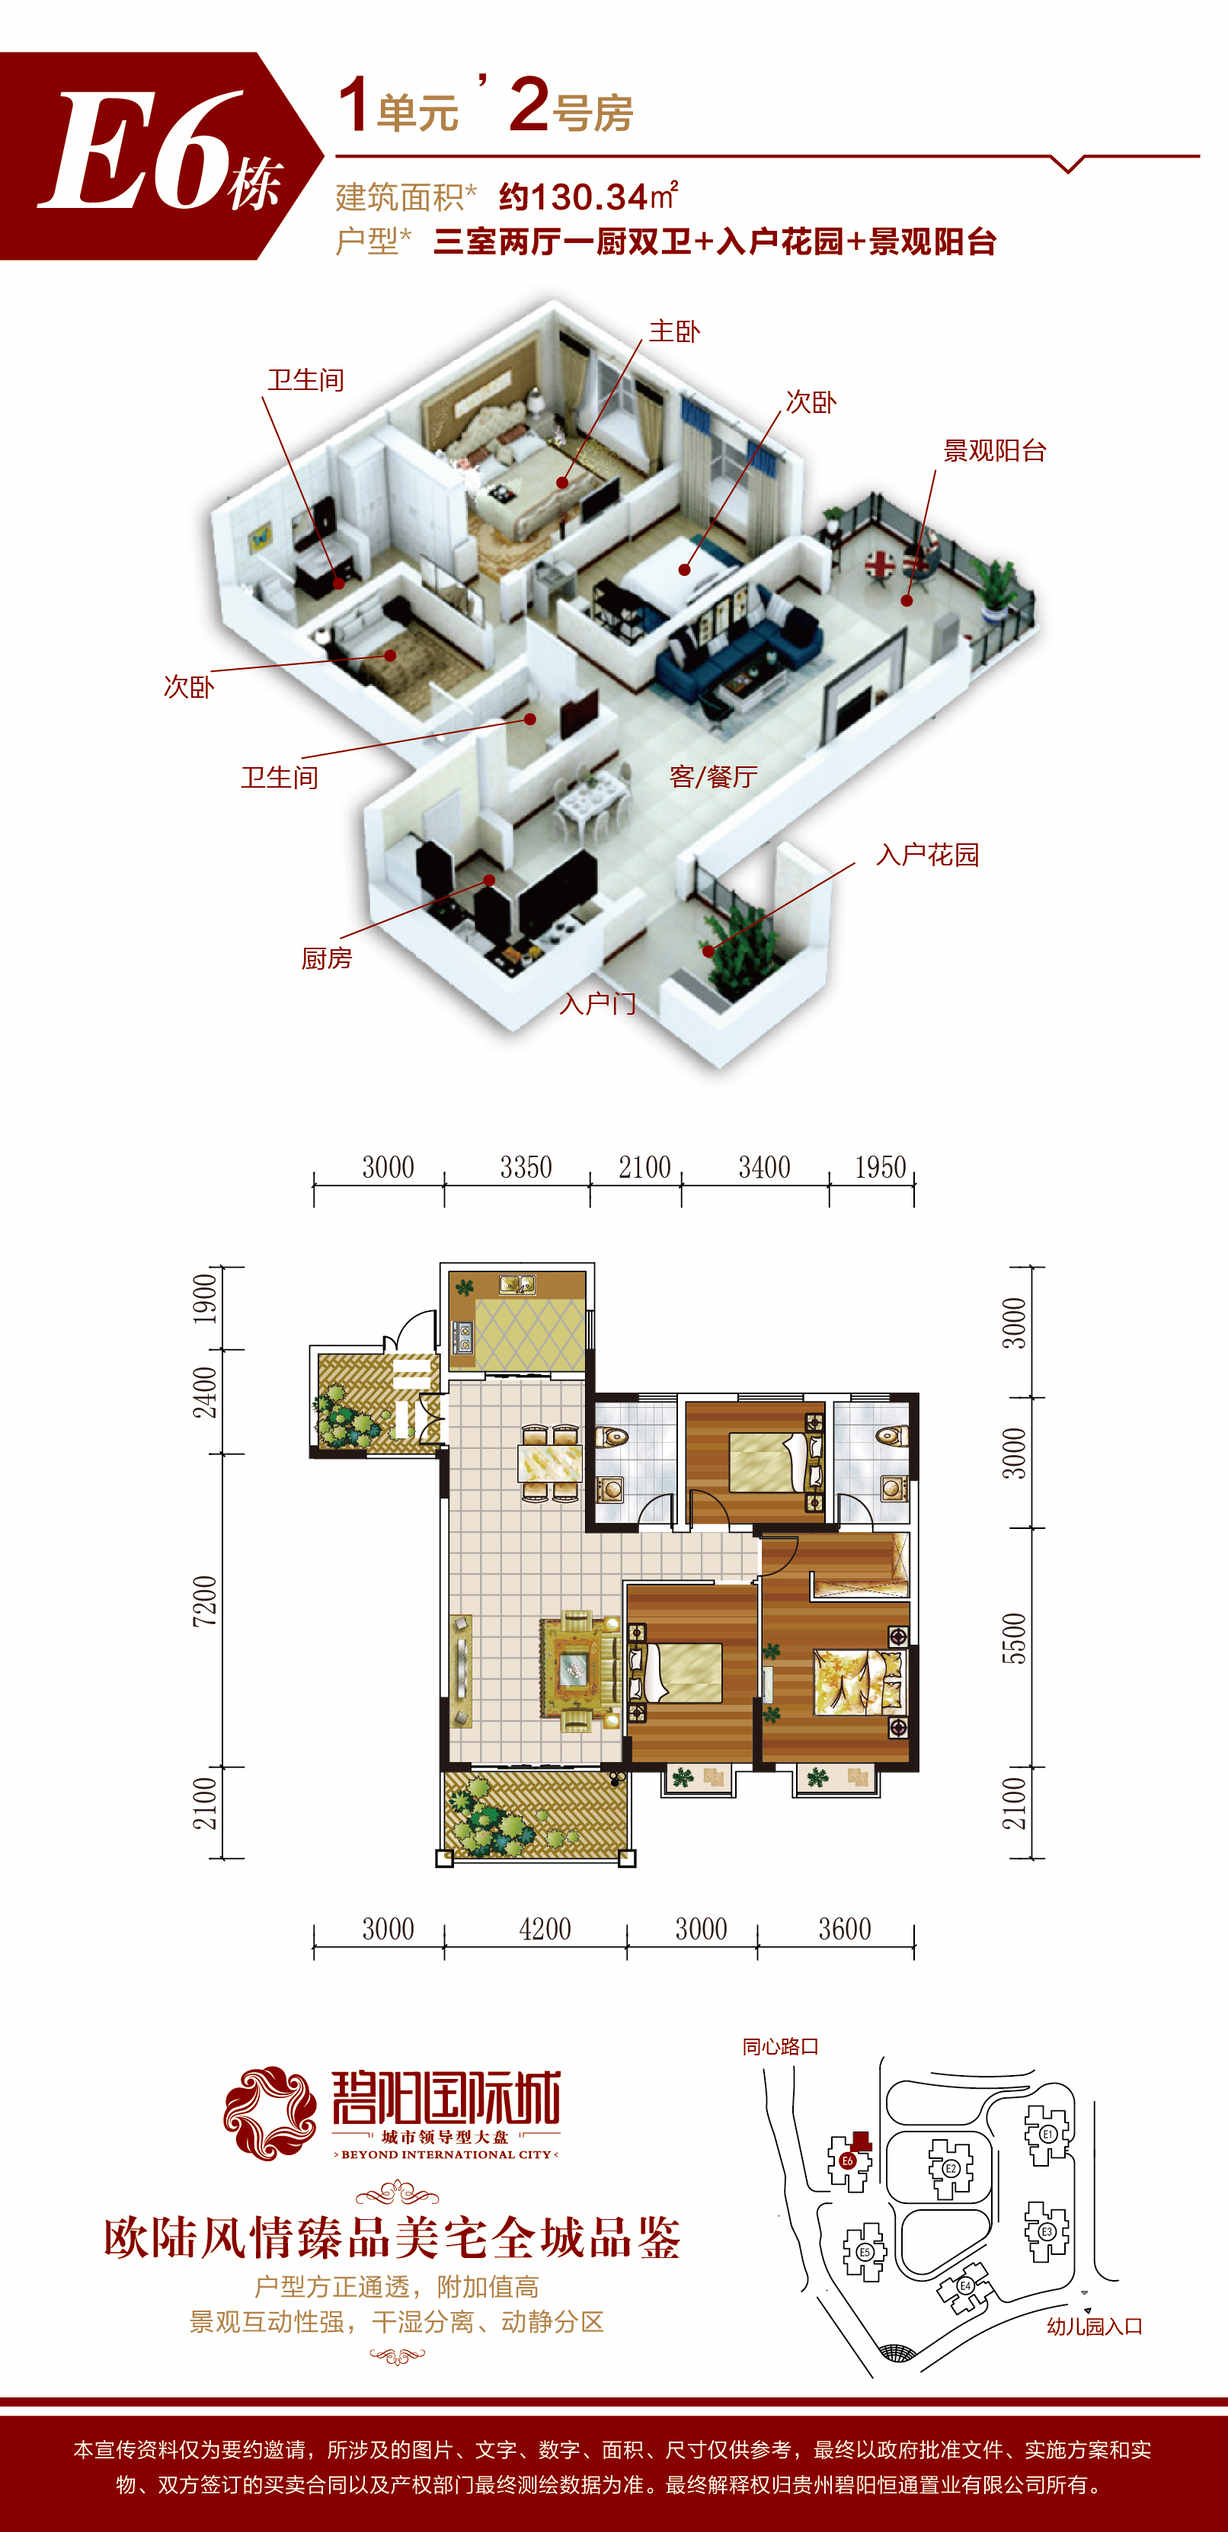 E6栋
1单元 ’2号房
建筑面积* 约130.34㎡
户型* 三室两厅一厨双卫+入户花园+景观阳台
主卧
卫生间
次卧
景观阳台
次卧
卫生间
客/餐厅
入户花园
厨房
入户门
3000 3350 2100 3400 1950
1900
2400
7200
2100
3000
3000
5500
2100
3000 4200 3000 3600
碧阳国际城
城市领导型大盘
BEYOND INTERNATIONAL CITY
欧陆风情臻品美宅全城品鉴
户型方正通透，附加值高
景观互动性强，干湿分离、动静分区
同心路口
E1
E6
E2
E3
E5
E4
幼儿园入口
本宣传资料仅为要约邀请，所涉及的图片、文字、数字、面积、尺寸仅供参考，最终以政府批准文件、实施方案和实
物、双方签订的买卖合同以及产权部门最终测绘数据为准。最终解释权归贵州碧阳恒通置业有限公司所有。